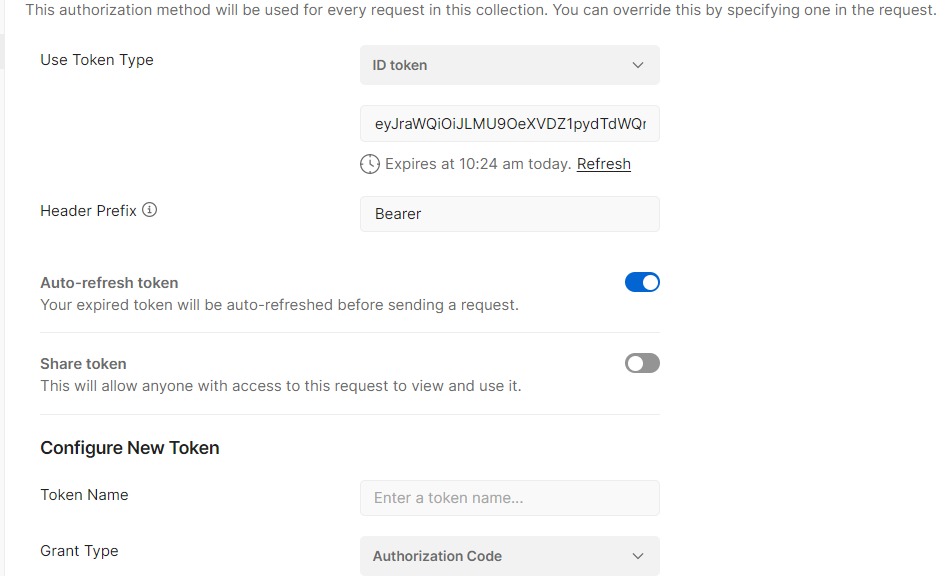 This authorization method will be used for every request in this collection. You can override this by specifying one in the request.
Use Token Type
ID token
eyJraWQiOiJLMU9OeXVDZ1pydTdWQr
Expires at 10:24 am today. Refresh
Header Prefix
Bearer
Auto-refresh token
Your expired token will be auto-refreshed before sending a request.
Share token
This will allow anyone with access to this request to view and use it.
Configure New Token
Token Name
Enter a token name...
Grant Type
Authorization Code